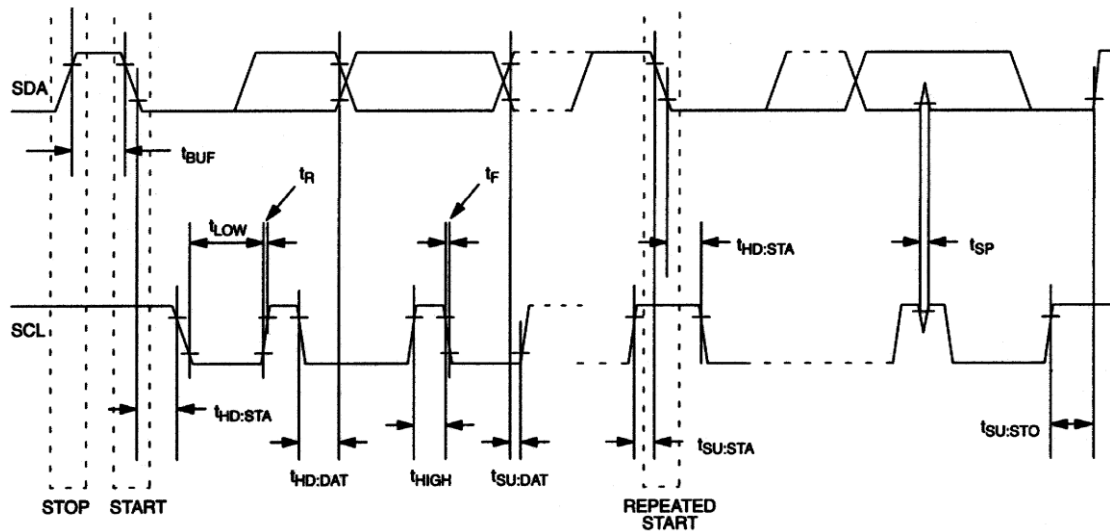 SDA
tBUF
tR
tF
tLOW
tHD:STA
tSP
SCL
tHD:STA
tSU:STA
tSU:STO
tHD:DAT
tHIGH
tSU:DAT
STOP
START
REPEATED
START